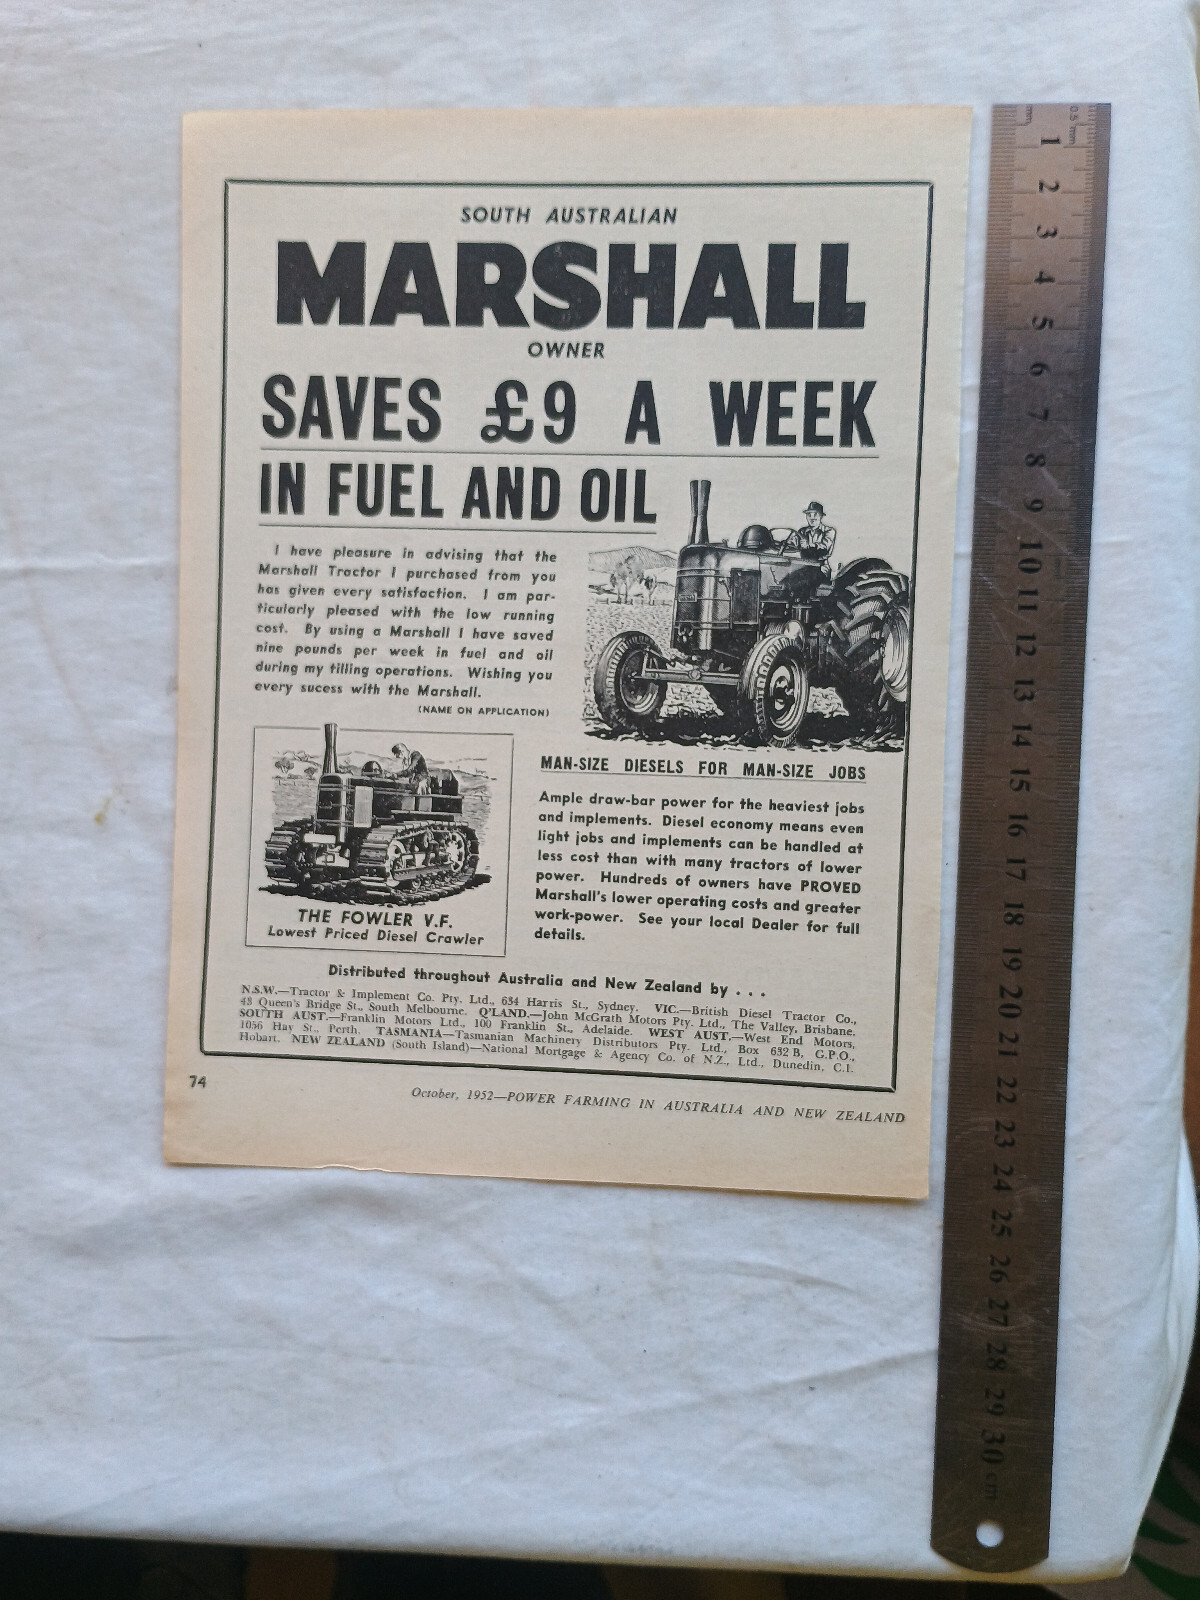 SOUTH AUSTRALIAN
MARSHALL
OWNER
SAVES £9 A WEEK
IN FUEL AND OIL
I have pleasure in advising that the
Marshall Tractor I purchased from you
has given every satisfaction. I am par-
ticularly pleased with the low running
cost. By using a Marshall I have saved
nine pounds per week in fuel and oil
during my tilling operations. Wishing you
every sucess with the Marshall.
(NAME ON APPLICATION)
THE FOWLER V.F.
Lowest Priced Diesel Crawler
MAN-SIZE DIESELS FOR MAN-SIZE JOBS
Ample draw-bar power for the heaviest jobs
and implements. Diesel economy means even
light jobs and implements can be handled at
less cost than with many tractors of lower
power. Hundreds of owners have PROVED
Marshall's lower operating costs and greater
work-power. See your local Dealer for full
details.
Distributed throughout Australia and New Zealand by . . .
N.S.W.—Tractor & Implement Co. Pty. Ltd., 634 Harris St., Sydney. VIC.—British Diesel Tractor Co.,
43 Queen's Bridge St., South Melbourne. Q'LAND.—John McGrath Motors Pty. Ltd., The Valley, Brisbane.
SOUTH AUST.—Franklin Motors Ltd., 100 Franklin St., Adelaide. WEST AUST.—West End Motors,
1056 Hay St., Perth. TASMANIA—Tasmanian Machinery Distributors Pty. Ltd., Box 632 B, G.P.O.,
Hobart. NEW ZEALAND (South Island)—National Mortgage & Agency Co. of N.Z., Ltd., Dunedin, C.1.
74
October, 1952—POWER FARMING IN AUSTRALIA AND NEW ZEALAND
mm
0.5 mm
1 2 3 4 5 6 7 8 9 10 11 12 13 14 15 16 17 18 19 20 21 22 23 24 25 26 27 28 29 30 cm